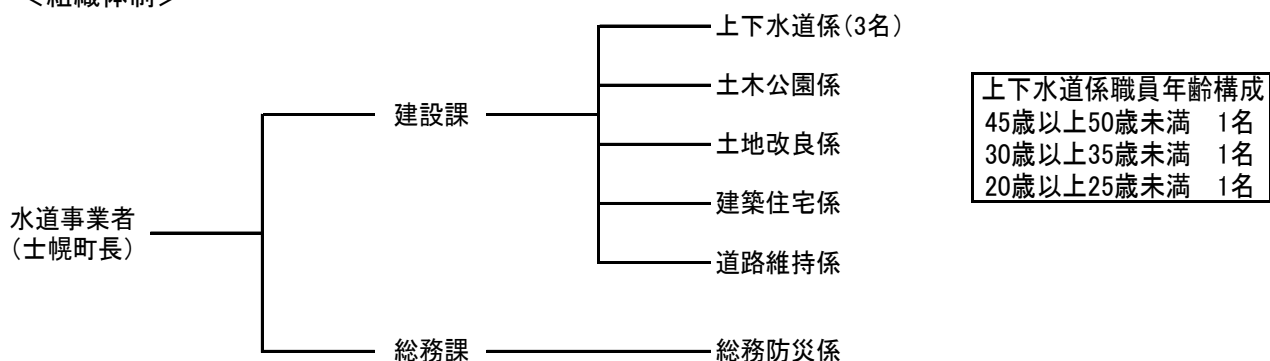 ＜組織体制＞
上下水道係(3名)
土木公園係
建設課
土地改良係
建築住宅係
水道事業者
(士幌町長)
道路維持係
総務課
総務防災係
上下水道係職員年齢構成
45歳以上50歳未満　1名
30歳以上35歳未満　1名
20歳以上25歳未満　1名